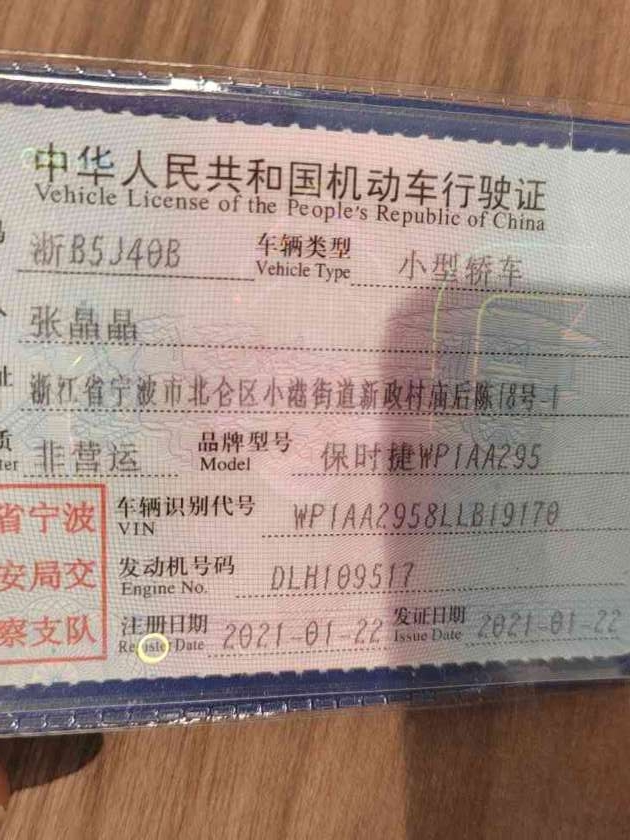 中华人民共和国机动车行驶证
Vehicle License of the People's Republic of China
浙B5J40B 车辆类型 小型轿车
Vehicle Type
张晶晶
址 浙江省宁波市北仑区小港街道新政村庙后陈18号-1
质 非营运 品牌型号 保时捷WP1AA295
ter Model
省宁波 车辆识别代号 WP1AA2958LLB19170
VIN
安局交 发动机号码 DLH109517
Engine No.
察支队 注册日期 2021-01-22 发证日期 2021-01-22
Register Date Issue Date